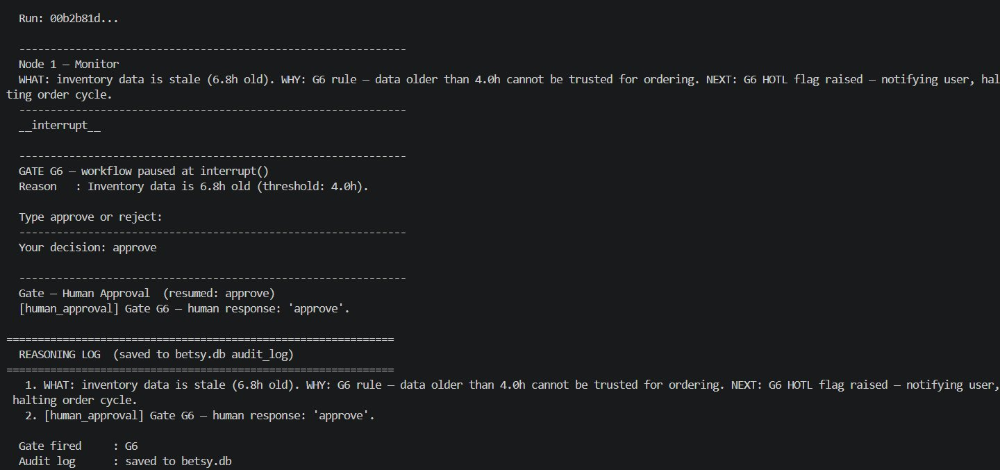 Run: 00b2b81d...
------------------------------------------------------------
Node 1 — Monitor
WHAT: inventory data is stale (6.8h old). WHY: G6 rule — data older than 4.0h cannot be trusted for ordering. NEXT: G6 HOTL flag raised — notifying user, hal
ting order cycle.
------------------------------------------------------------
__interrupt__
------------------------------------------------------------
GATE G6 — workflow paused at interrupt()
Reason   : Inventory data is 6.8h old (threshold: 4.0h).
Type approve or reject:
------------------------------------------------------------
Your decision: approve
------------------------------------------------------------
Gate — Human Approval  (resumed: approve)
[human_approval] Gate G6 — human response: 'approve'.
==============================================================
REASONING LOG  (saved to betsy.db audit_log)
==============================================================
1. WHAT: inventory data is stale (6.8h old). WHY: G6 rule — data older than 4.0h cannot be trusted for ordering. NEXT: G6 HOTL flag raised — notifying user,
halting order cycle.
2. [human_approval] Gate G6 — human response: 'approve'.
Gate fired     : G6
Audit log      : saved to betsy.db